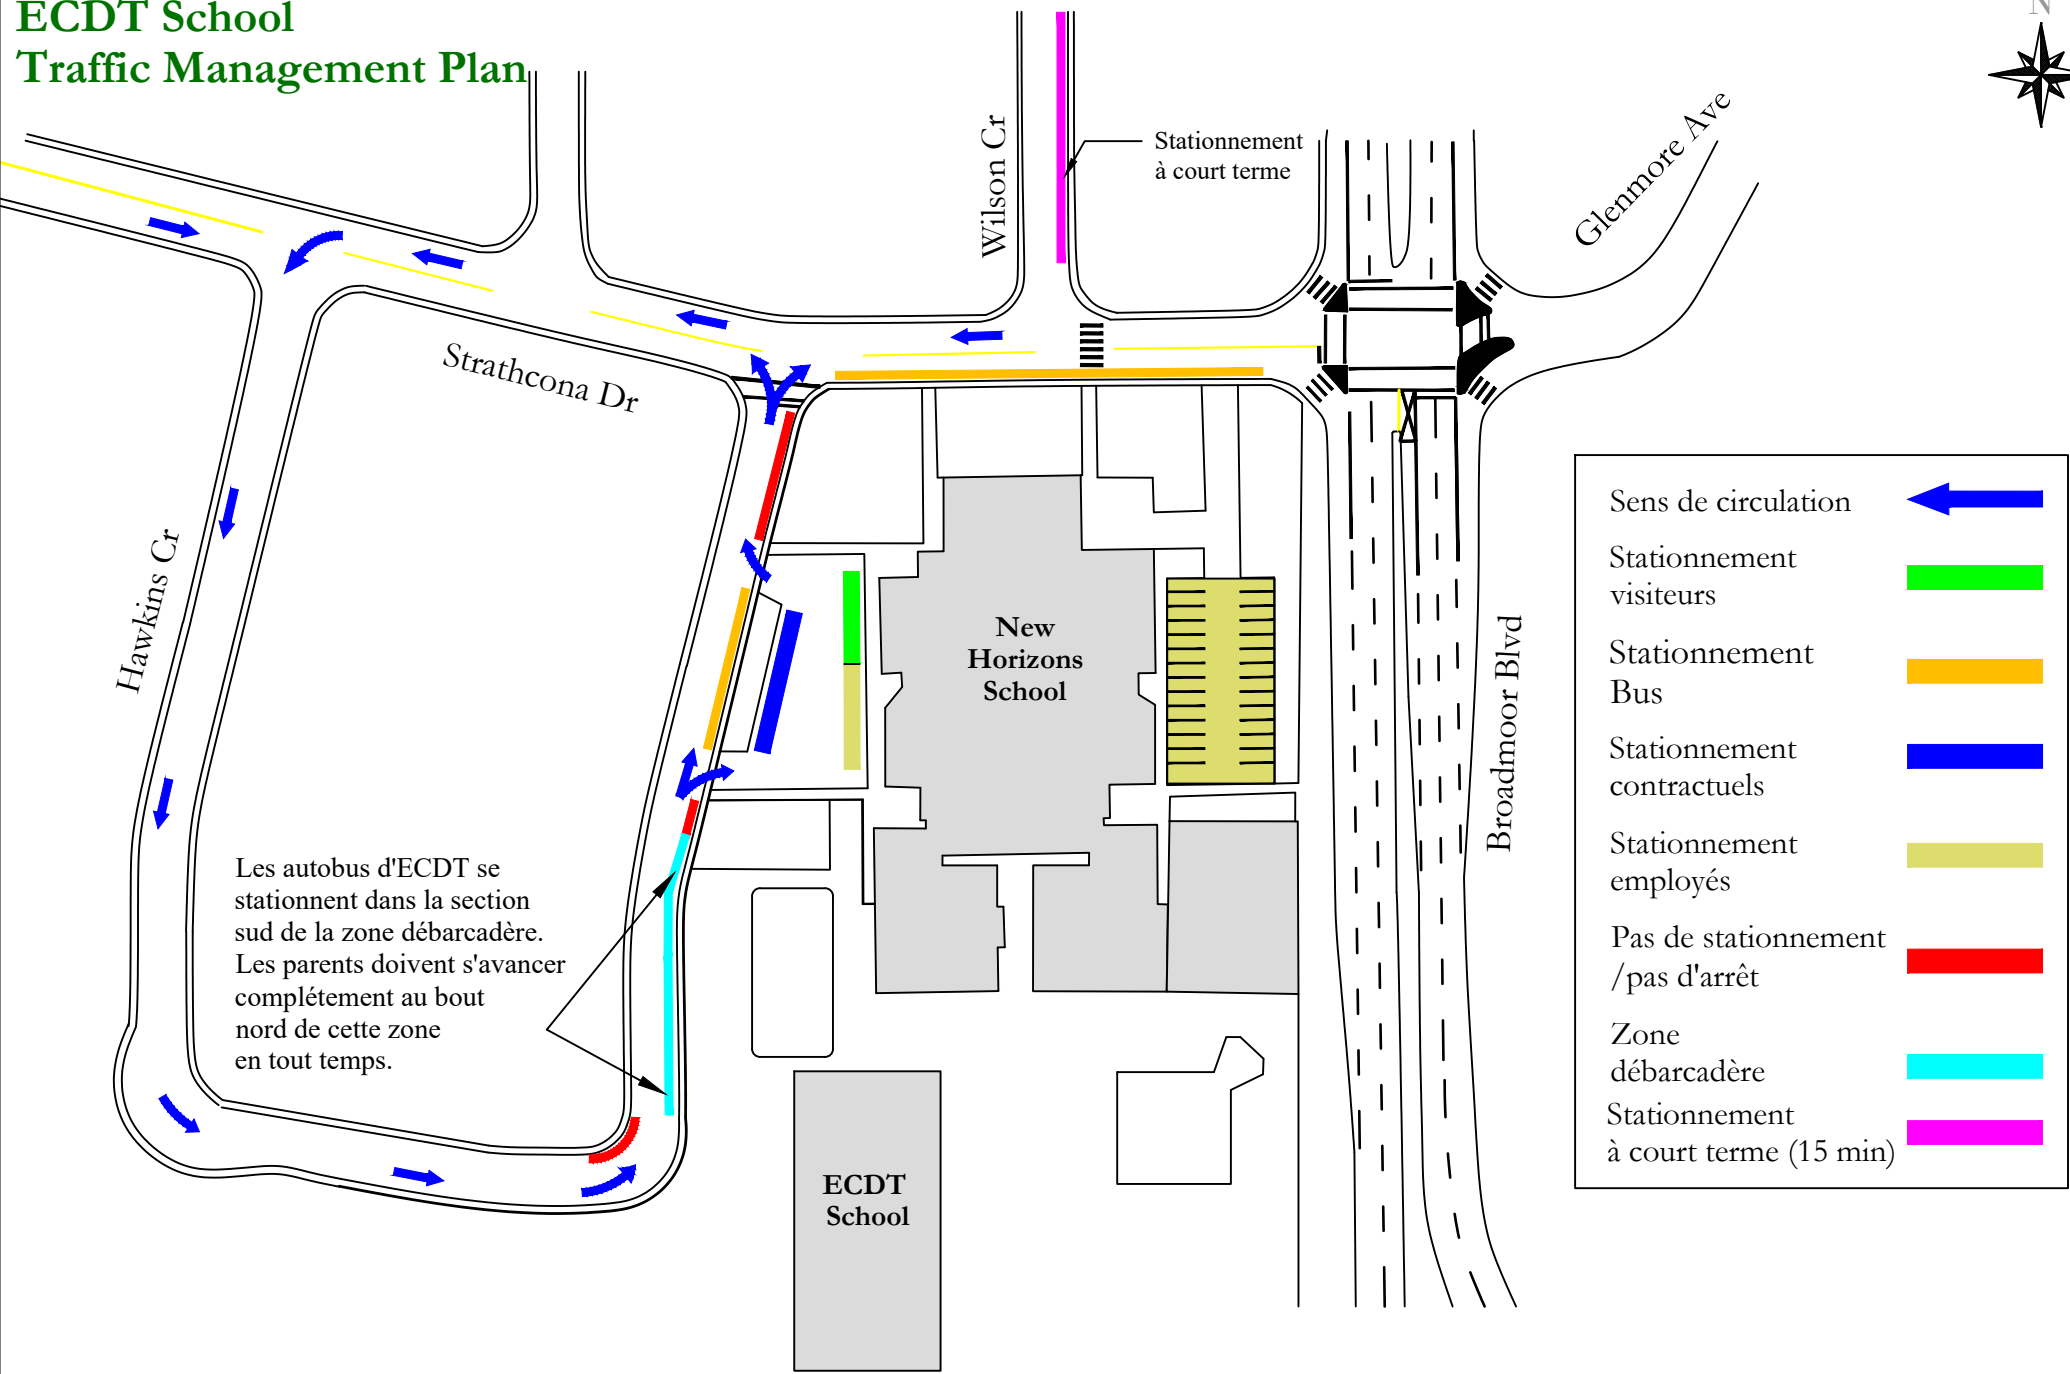 ECDT School
Traffic Management Plan
N
Wilson Cr
Stationnement
à court terme
Glenmore Ave
Strathcona Dr
Hawkins Cr
New
Horizons
School
Broadmoor Blvd
Les autobus d'ECDT se
stationnent dans la section
sud de la zone débarcadère.
Les parents doivent s'avancer
complétement au bout
nord de cette zone
en tout temps.
ECDT
School
Sens de circulation
Stationnement
visiteurs
Stationnement
Bus
Stationnement
contractuels
Stationnement
employés
Pas de stationnement
/pas d'arrêt
Zone
débarcadère
Stationnement
à court terme (15 min)